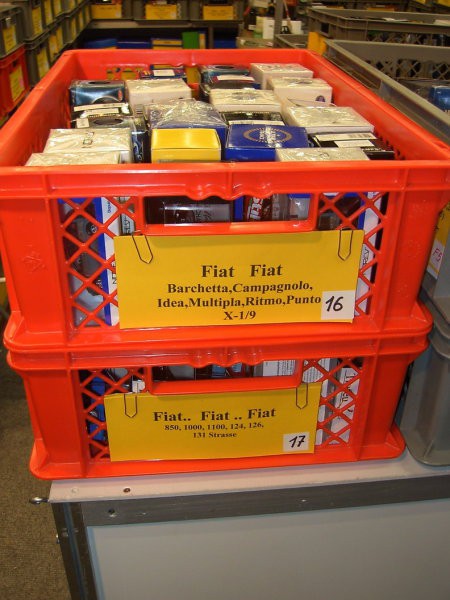 Fiat Fiat
Barchetta,Campagnolo,
Idea,Multipla,Ritmo,Punto
X-1/9
16
Fiat.. Fiat .. Fiat
850, 1000, 1100, 124, 126,
131 Strasse
17